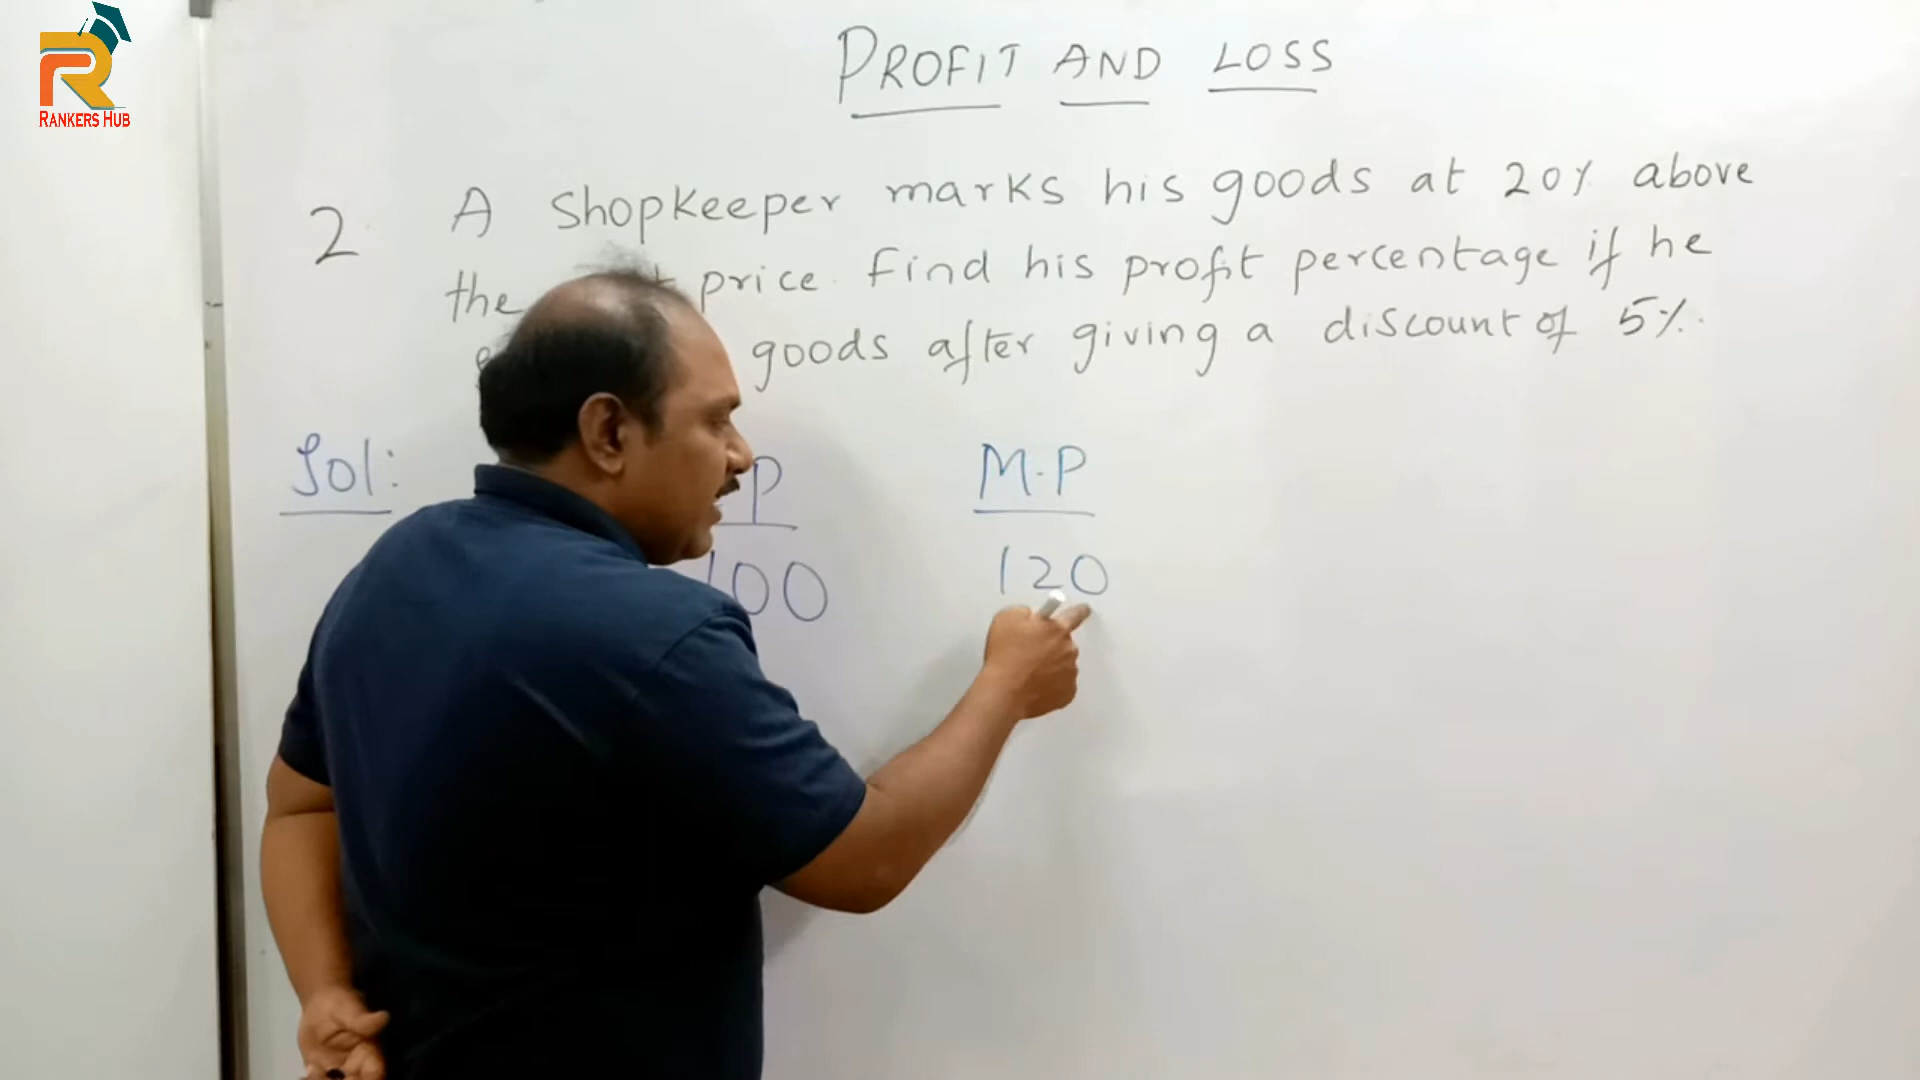 RANKERS HUB
PROFIT AND LOSS
2 A Shopkeeper marks his goods at 20% above
the price. Find his profit percentage if he
goods after giving a discount of 5%.
Sol: P M.P
100 120